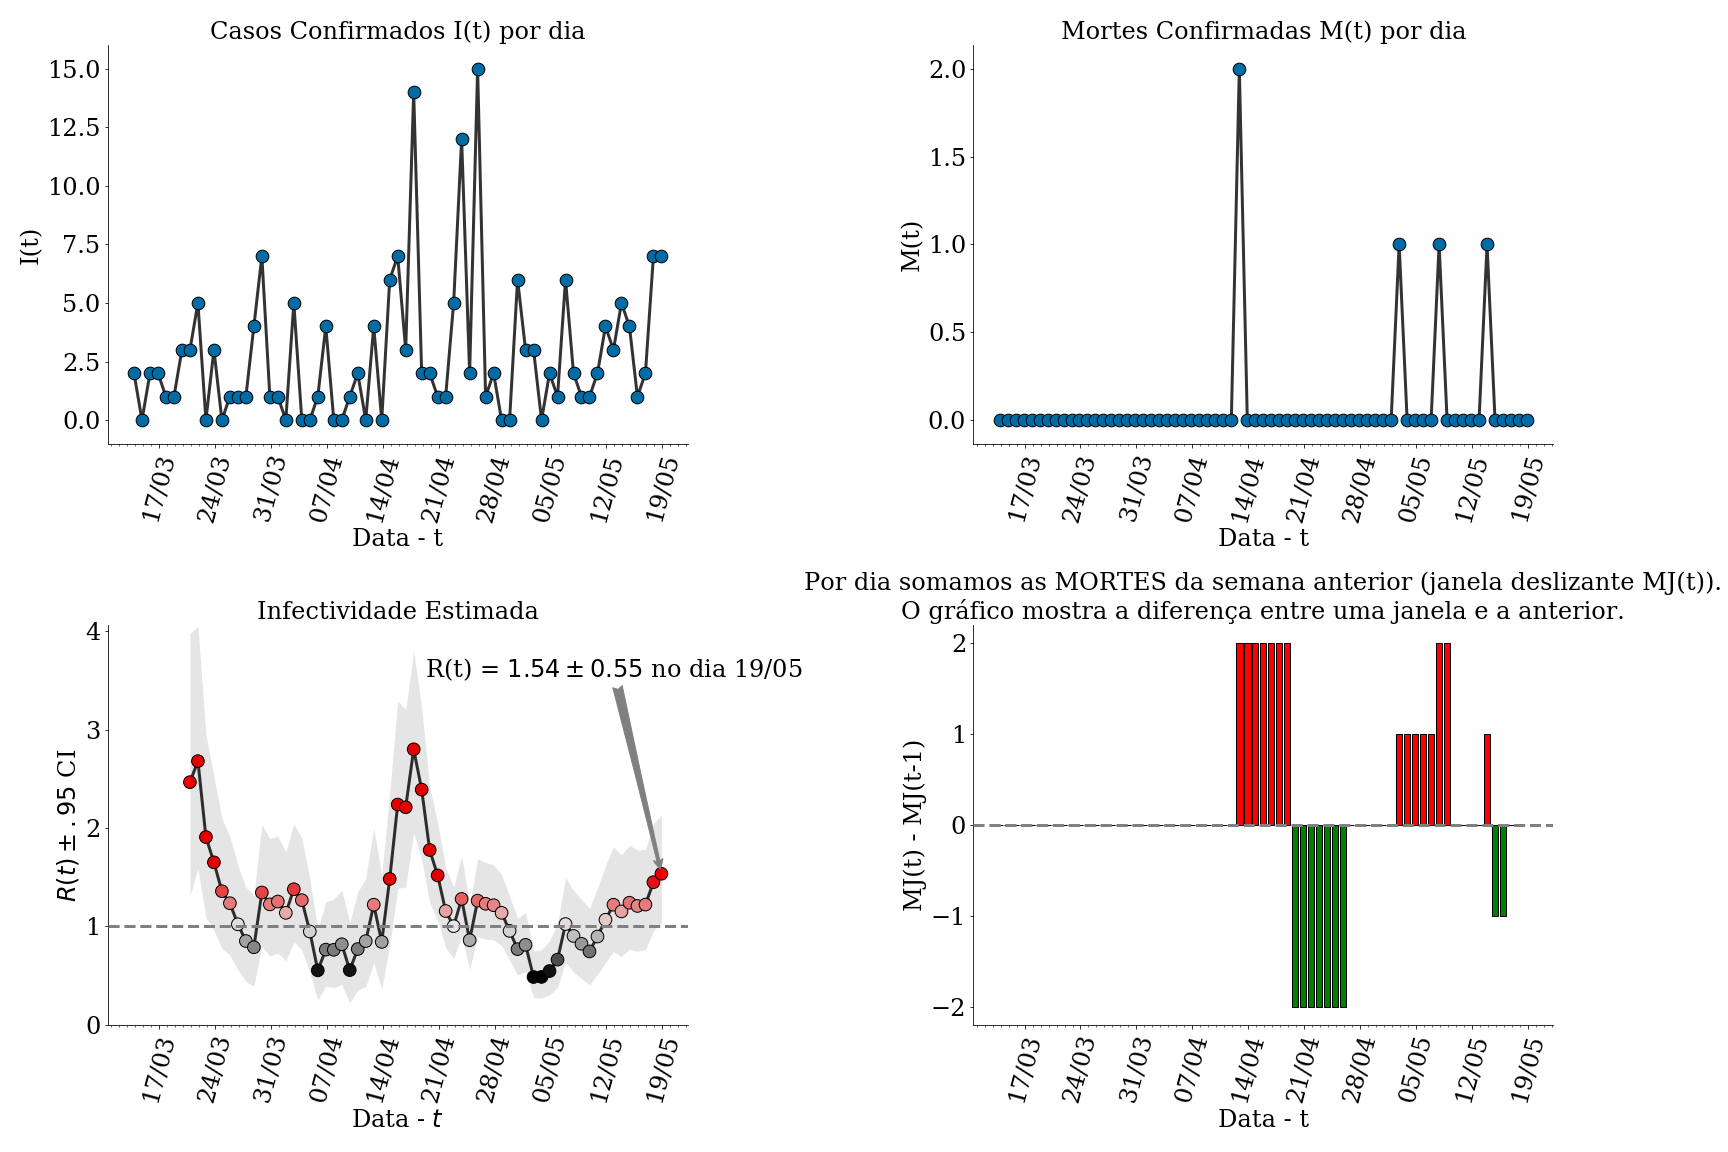 Casos Confirmados I(t) por dia
I(t)
15.0
12.5
10.0
7.5
5.0
2.5
0.0
17/03 24/03 31/03 07/04 14/04 21/04 28/04 05/05 12/05 19/05
Data - t
Mortes Confirmadas M(t) por dia
M(t)
2.0
1.5
1.0
0.5
0.0
17/03 24/03 31/03 07/04 14/04 21/04 28/04 05/05 12/05 19/05
Data - t
Infectividade Estimada
R(t) ± .95 CI
4
3
2
1
0
R(t) = 1.54 ± 0.55 no dia 19/05
17/03 24/03 31/03 07/04 14/04 21/04 28/04 05/05 12/05 19/05
Data - t
Por dia somamos as MORTES da semana anterior (janela deslizante MJ(t)).
O gráfico mostra a diferença entre uma janela e a anterior.
MJ(t) - MJ(t-1)
2
1
0
−1
−2
17/03 24/03 31/03 07/04 14/04 21/04 28/04 05/05 12/05 19/05
Data - t